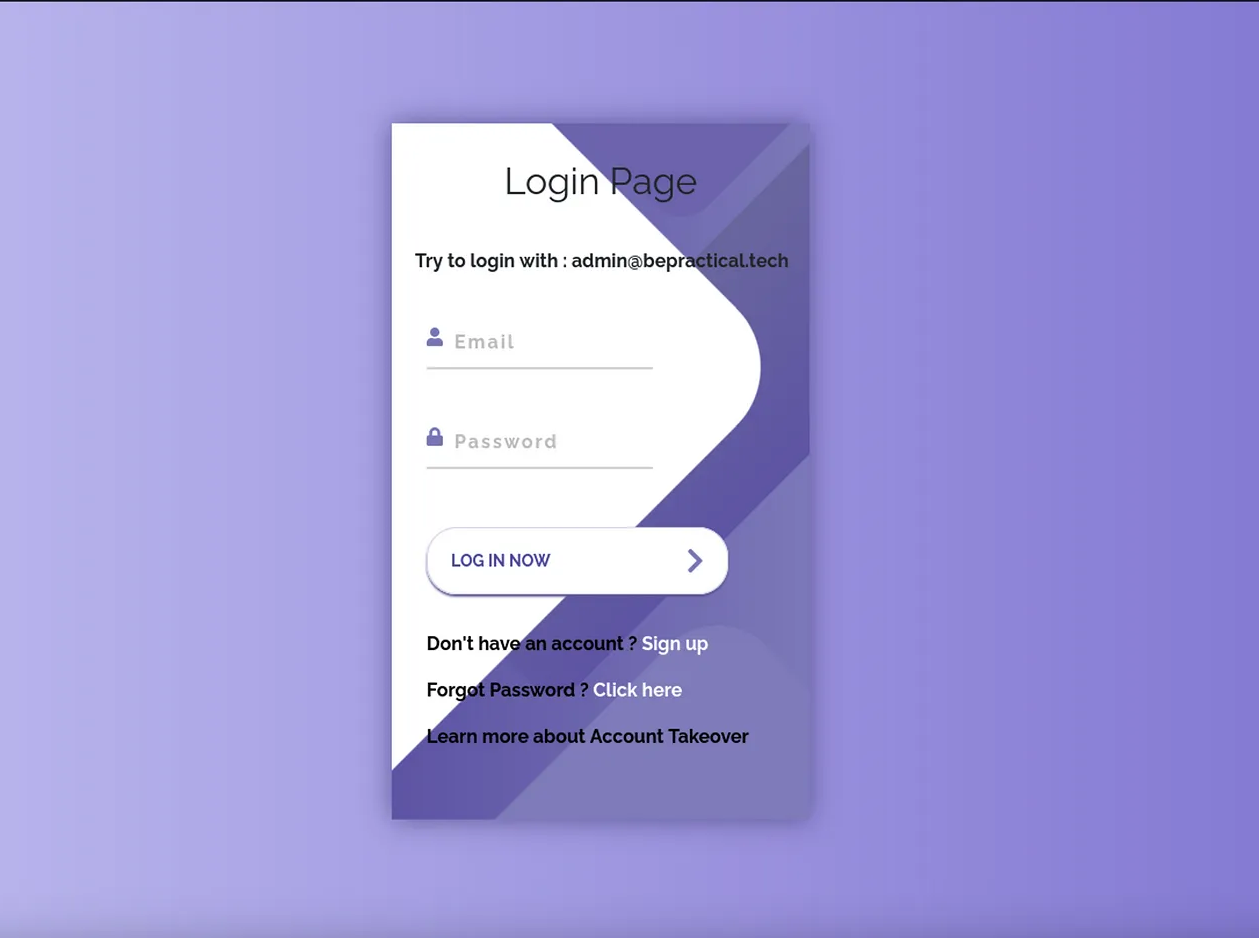 Login Page
Try to login with : admin@bepractical.tech
Email
Password
LOG IN NOW
Don't have an account ? Sign up
Forgot Password ? Click here
Learn more about Account Takeover